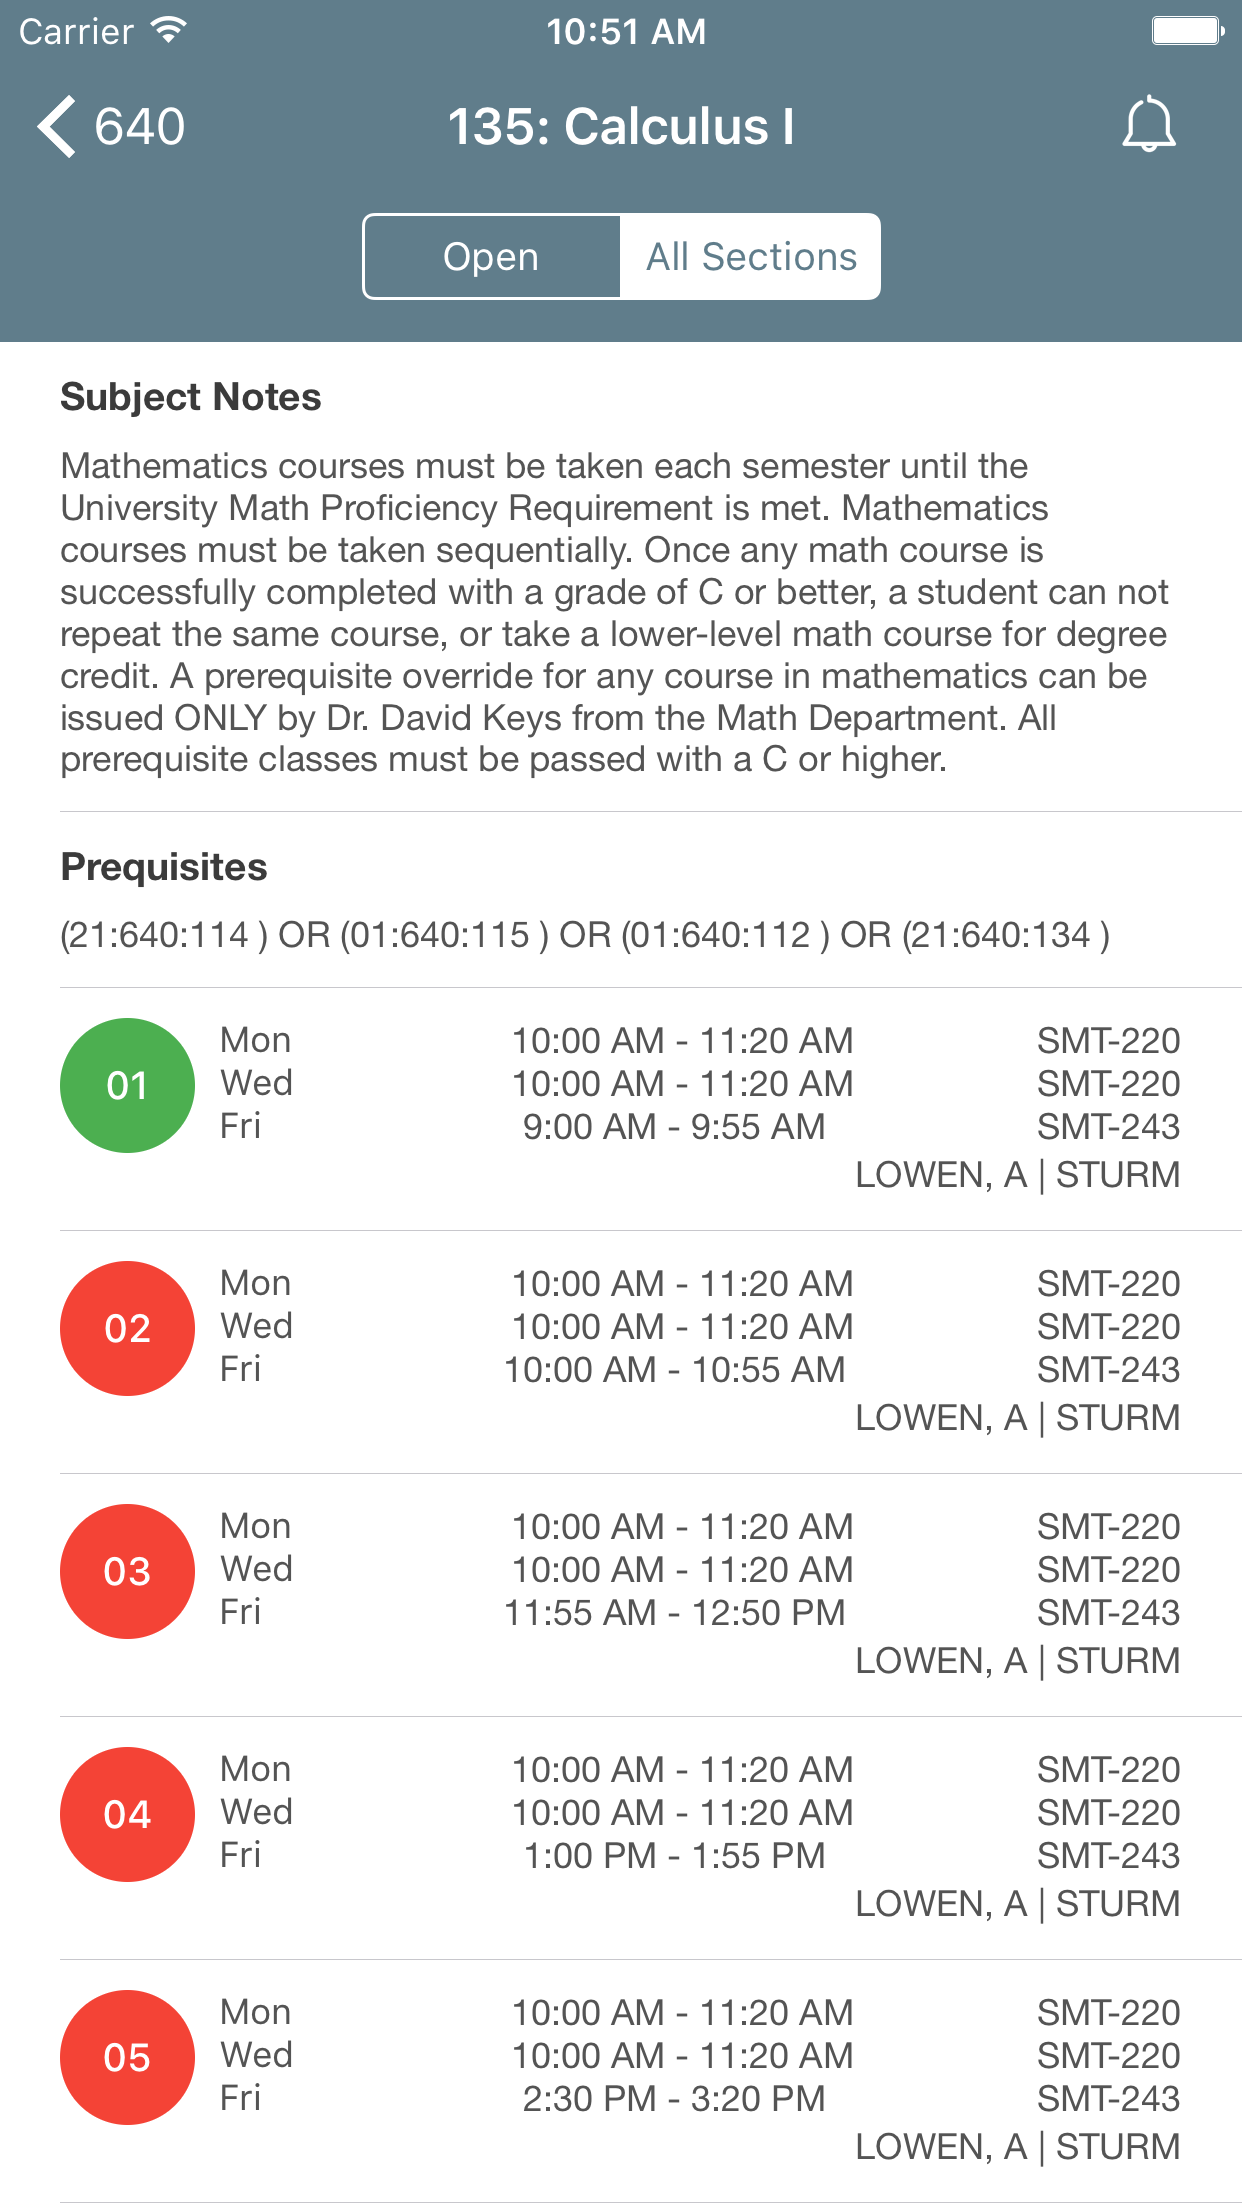 Carrier 10:51 AM
640 135: Calculus I
Open All Sections
Subject Notes
Mathematics courses must be taken each semester until the
University Math Proficiency Requirement is met. Mathematics
courses must be taken sequentially. Once any math course is
successfully completed with a grade of C or better, a student can not
repeat the same course, or take a lower-level math course for degree
credit. A prerequisite override for any course in mathematics can be
issued ONLY by Dr. David Keys from the Math Department. All
prerequisite classes must be passed with a C or higher.
Prequisites
(21:640:114 ) OR (01:640:115 ) OR (01:640:112 ) OR (21:640:134 )
01
Mon 10:00 AM - 11:20 AM SMT-220
Wed 10:00 AM - 11:20 AM SMT-220
Fri 9:00 AM - 9:55 AM SMT-243
LOWEN, A | STURM
02
Mon 10:00 AM - 11:20 AM SMT-220
Wed 10:00 AM - 11:20 AM SMT-220
Fri 10:00 AM - 10:55 AM SMT-243
LOWEN, A | STURM
03
Mon 10:00 AM - 11:20 AM SMT-220
Wed 10:00 AM - 11:20 AM SMT-220
Fri 11:55 AM - 12:50 PM SMT-243
LOWEN, A | STURM
04
Mon 10:00 AM - 11:20 AM SMT-220
Wed 10:00 AM - 11:20 AM SMT-220
Fri 1:00 PM - 1:55 PM SMT-243
LOWEN, A | STURM
05
Mon 10:00 AM - 11:20 AM SMT-220
Wed 10:00 AM - 11:20 AM SMT-220
Fri 2:30 PM - 3:20 PM SMT-243
LOWEN, A | STURM